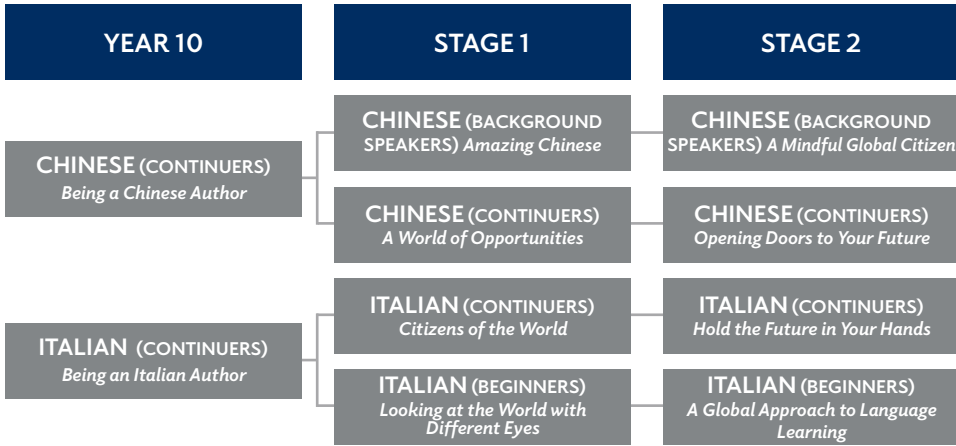 YEAR 10
STAGE 1
STAGE 2
CHINESE (CONTINUERS)
Being a Chinese Author
CHINESE (BACKGROUND
SPEAKERS) Amazing Chinese
CHINESE (BACKGROUND
SPEAKERS) A Mindful Global Citizen
CHINESE (CONTINUERS)
A World of Opportunities
CHINESE (CONTINUERS)
Opening Doors to Your Future
ITALIAN (CONTINUERS)
Being an Italian Author
ITALIAN (CONTINUERS)
Citizens of the World
ITALIAN (CONTINUERS)
Hold the Future in Your Hands
ITALIAN (BEGINNERS)
Looking at the World with
Different Eyes
ITALIAN (BEGINNERS)
A Global Approach to Language
Learning